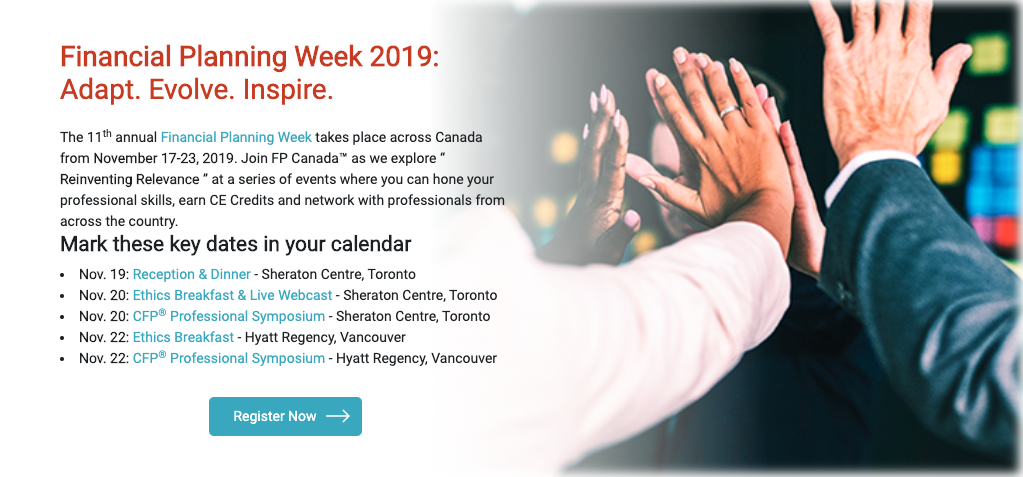 Financial Planning Week 2019:
Adapt. Evolve. Inspire.
The 11th annual Financial Planning Week takes place across Canada
from November 17-23, 2019. Join FP Canada™ as we explore “
Reinventing Relevance ” at a series of events where you can hone your
professional skills, earn CE Credits and network with professionals from
across the country.
Mark these key dates in your calendar
• Nov. 19: Reception & Dinner - Sheraton Centre, Toronto
• Nov. 20: Ethics Breakfast & Live Webcast - Sheraton Centre, Toronto
• Nov. 20: CFP® Professional Symposium - Sheraton Centre, Toronto
• Nov. 22: Ethics Breakfast - Hyatt Regency, Vancouver
• Nov. 22: CFP® Professional Symposium - Hyatt Regency, Vancouver
Register Now